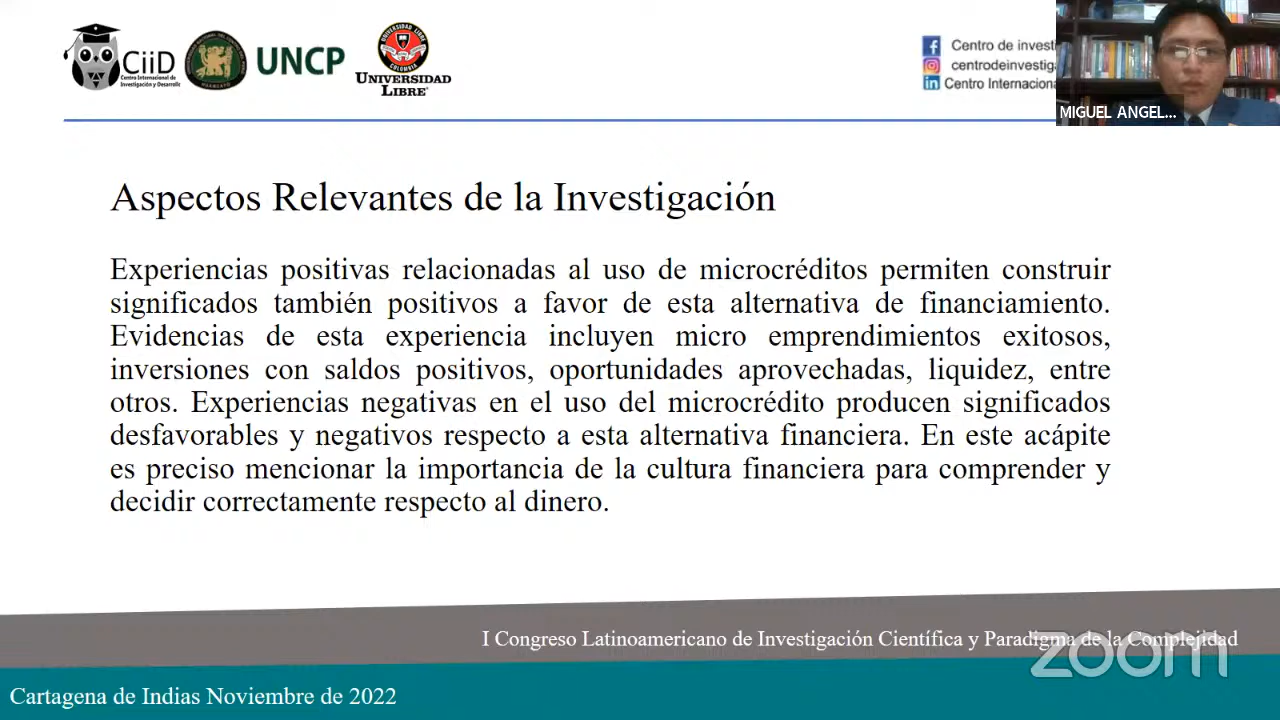 CiiD
Centro Internacional de
Investigación y Desarrollo
UNCP
UNIVERSIDAD
LIBRE
Centro de investi
centrodeinvestiga
Centro Internaciona
MIGUEL ANGEL...
Aspectos Relevantes de la Investigación
Experiencias positivas relacionadas al uso de microcréditos permiten construir
significados también positivos a favor de esta alternativa de financiamiento.
Evidencias de esta experiencia incluyen micro emprendimientos exitosos,
inversiones con saldos positivos, oportunidades aprovechadas, liquidez, entre
otros. Experiencias negativas en el uso del microcrédito producen significados
desfavorables y negativos respecto a esta alternativa financiera. En este acápite
es preciso mencionar la importancia de la cultura financiera para comprender y
decidir correctamente respecto al dinero.
I Congreso Latinoamericano de Investigación Científica y Paradigma de la Complejidad
zoom
Cartagena de Indias Noviembre de 2022